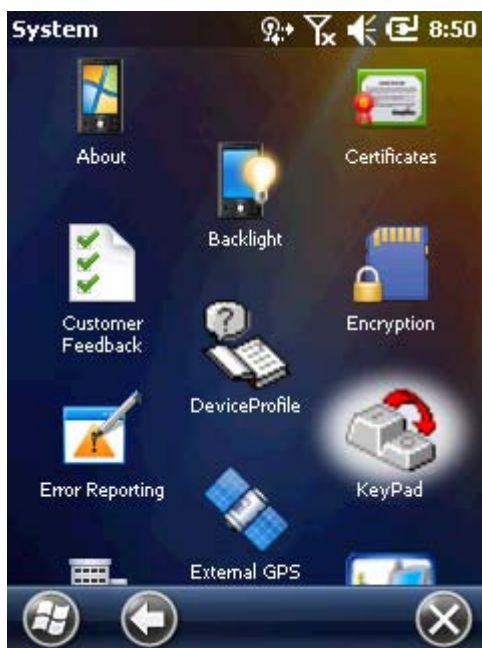 System 8:50
About
Certificates
Backlight
Customer
Feedback
Encryption
DeviceProfile
Error Reporting
KeyPad
External GPS